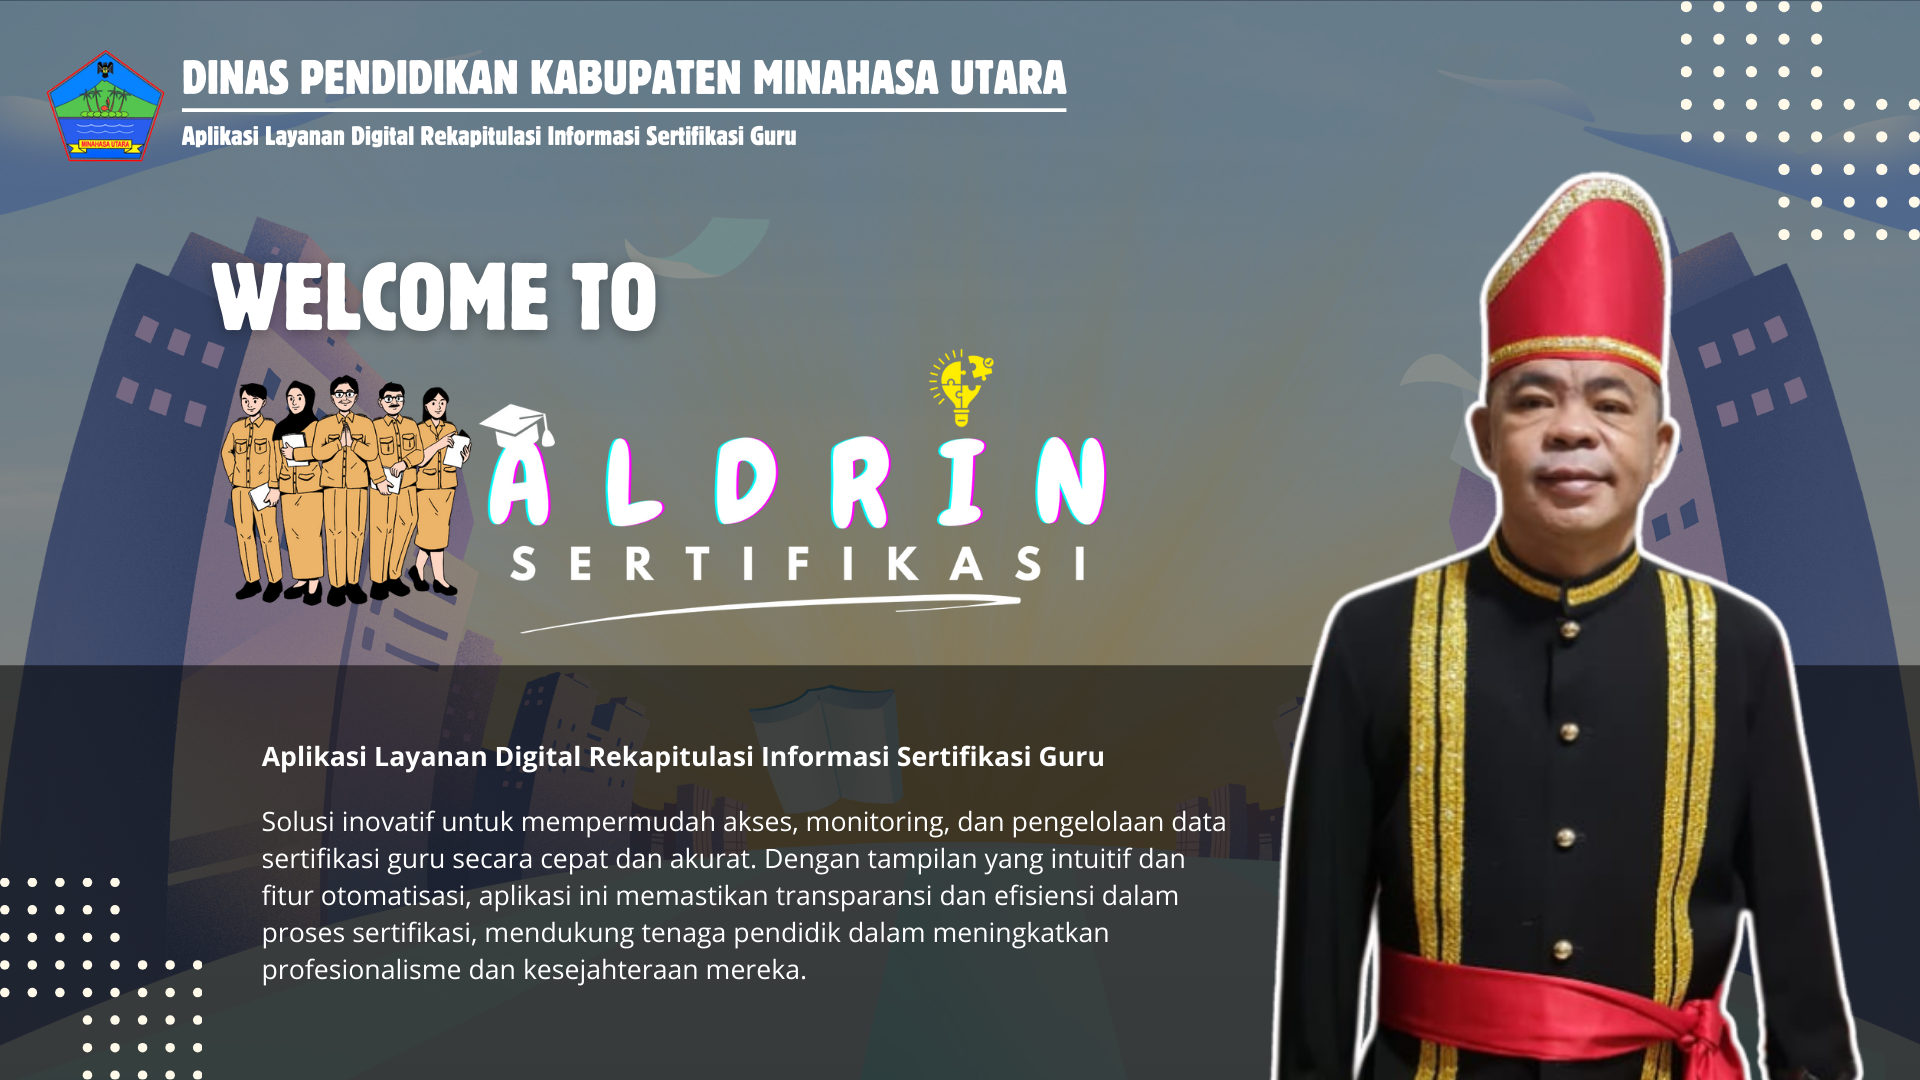 DINAS PENDIDIKAN KABUPATEN MINAHASA UTARA
Aplikasi Layanan Digital Rekapitulasi Informasi Sertifikasi Guru
MINAHASA UTARA
WELCOME TO
ALDRIN
SERTIFIKASI
Aplikasi Layanan Digital Rekapitulasi Informasi Sertifikasi Guru
Solusi inovatif untuk mempermudah akses, monitoring, dan pengelolaan data
sertifikasi guru secara cepat dan akurat. Dengan tampilan yang intuitif dan
fitur otomatisasi, aplikasi ini memastikan transparansi dan efisiensi dalam
proses sertifikasi, mendukung tenaga pendidik dalam meningkatkan
profesionalisme dan kesejahteraan mereka.